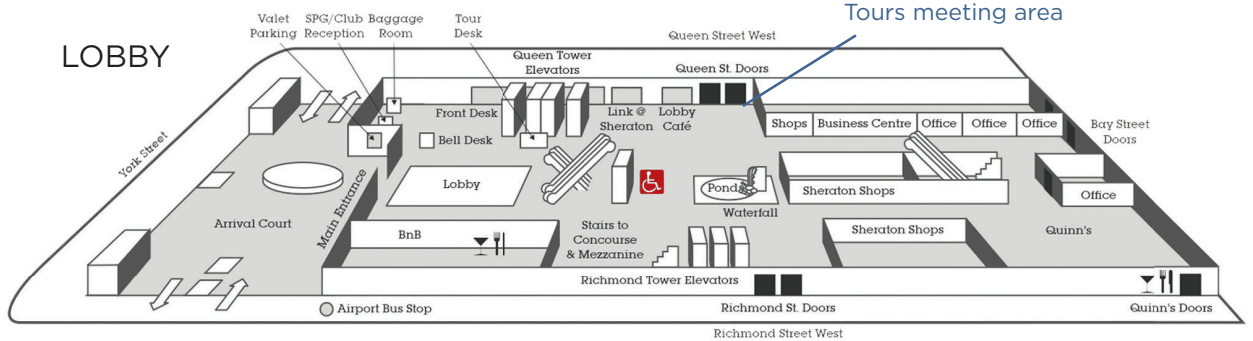 Tours meeting area
LOBBY
Valet
Parking
SPG/Club
Reception
Baggage
Room
Tour
Desk
Queen Street West
Queen Tower
Elevators
Queen St. Doors
York Street
Front Desk
Link @
Sheraton
Lobby
Café
Shops
Business Centre
Office
Office
Office
Bay Street
Doors
Bell Desk
Lobby
Pond
Waterfall
Sheraton Shops
Office
Main Entrance
Arrival Court
BnB
Stairs to
Concourse
& Mezzanine
Sheraton Shops
Quinn's
Richmond Tower Elevators
Airport Bus Stop
Richmond St. Doors
Quinn's Doors
Richmond Street West